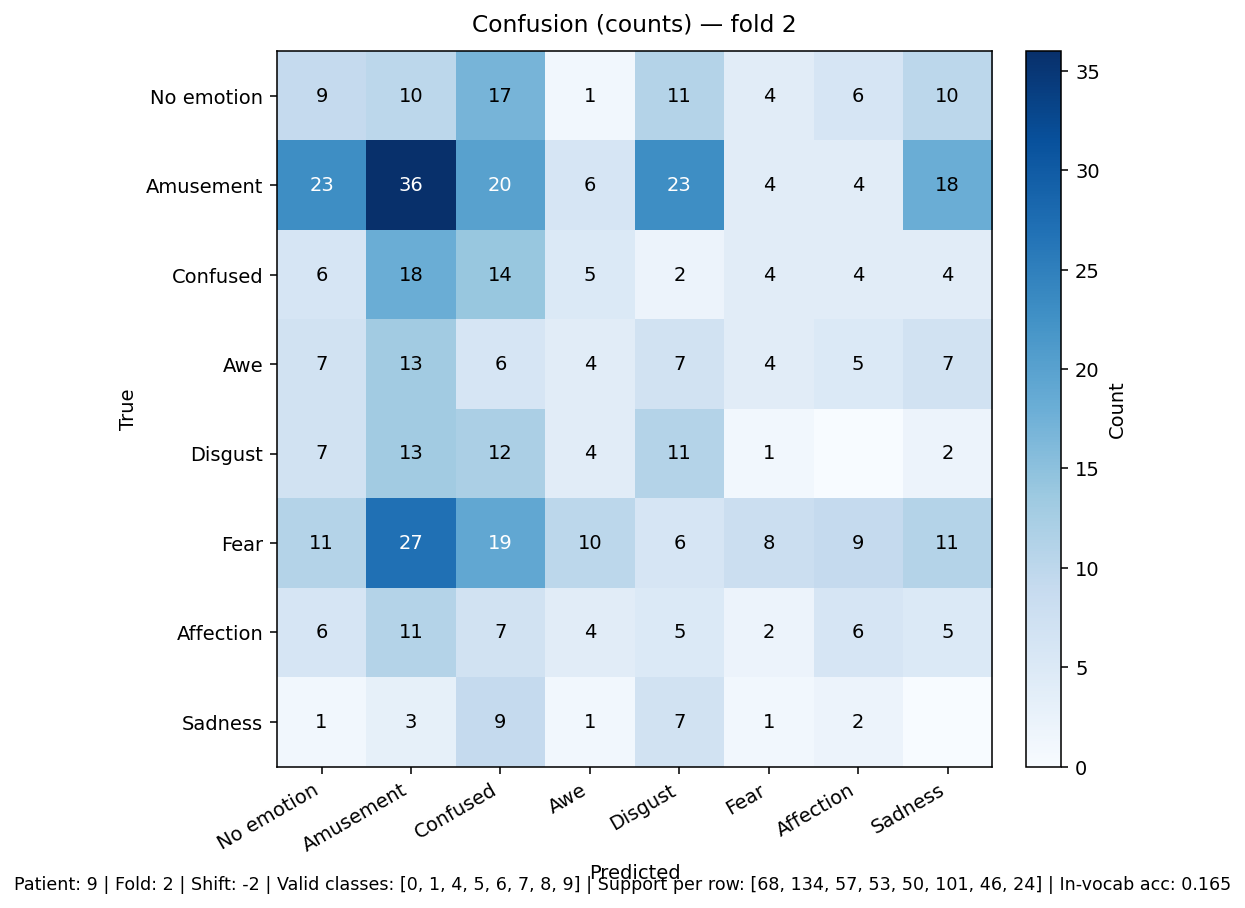 Confusion (counts) — fold 2
No emotion 9 10 17 1 11 4 6 10
Amusement 23 36 20 6 23 4 4 18
Confused 6 18 14 5 2 4 4 4
Awe 7 13 6 4 7 4 5 7
Disgust 7 13 12 4 11 1 2
Fear 11 27 19 10 6 8 9 11
Affection 6 11 7 4 5 2 6 5
Sadness 1 3 9 1 7 1 2
True
No emotion Amusement Confused Awe Disgust Fear Affection Sadness
Predicted
35
30
25
20
15
10
5
0
Count
Patient: 9 | Fold: 2 | Shift: -2 | Valid classes: [0, 1, 4, 5, 6, 7, 8, 9] | Support per row: [68, 134, 57, 53, 50, 101, 46, 24] | In-vocab acc: 0.165